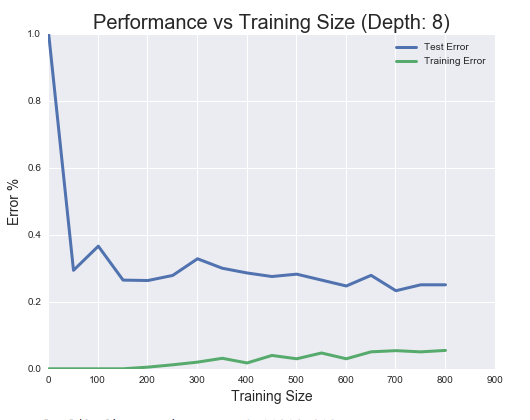 Performance vs Training Size (Depth: 8)
1.0
Test Error
Training Error
0.8
0.6
Error %
0.4
0.2
0.0
0 100 200 300 400 500 600 700 800 900
Training Size